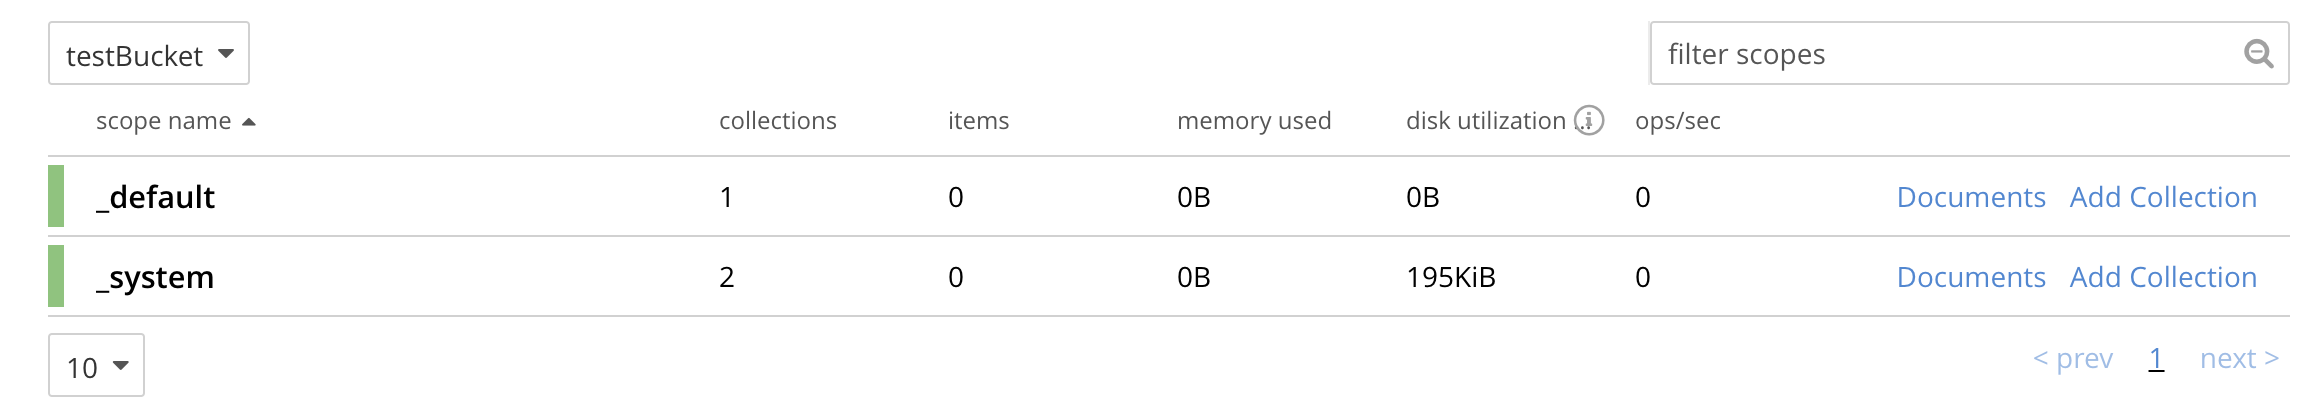 testBucket
filter scopes
scope name collections items memory used disk utilization ... ops/sec
_default 1 0 0B 0B 0 Documents Add Collection
_system 2 0 0B 195KiB 0 Documents Add Collection
10
< prev 1 next >